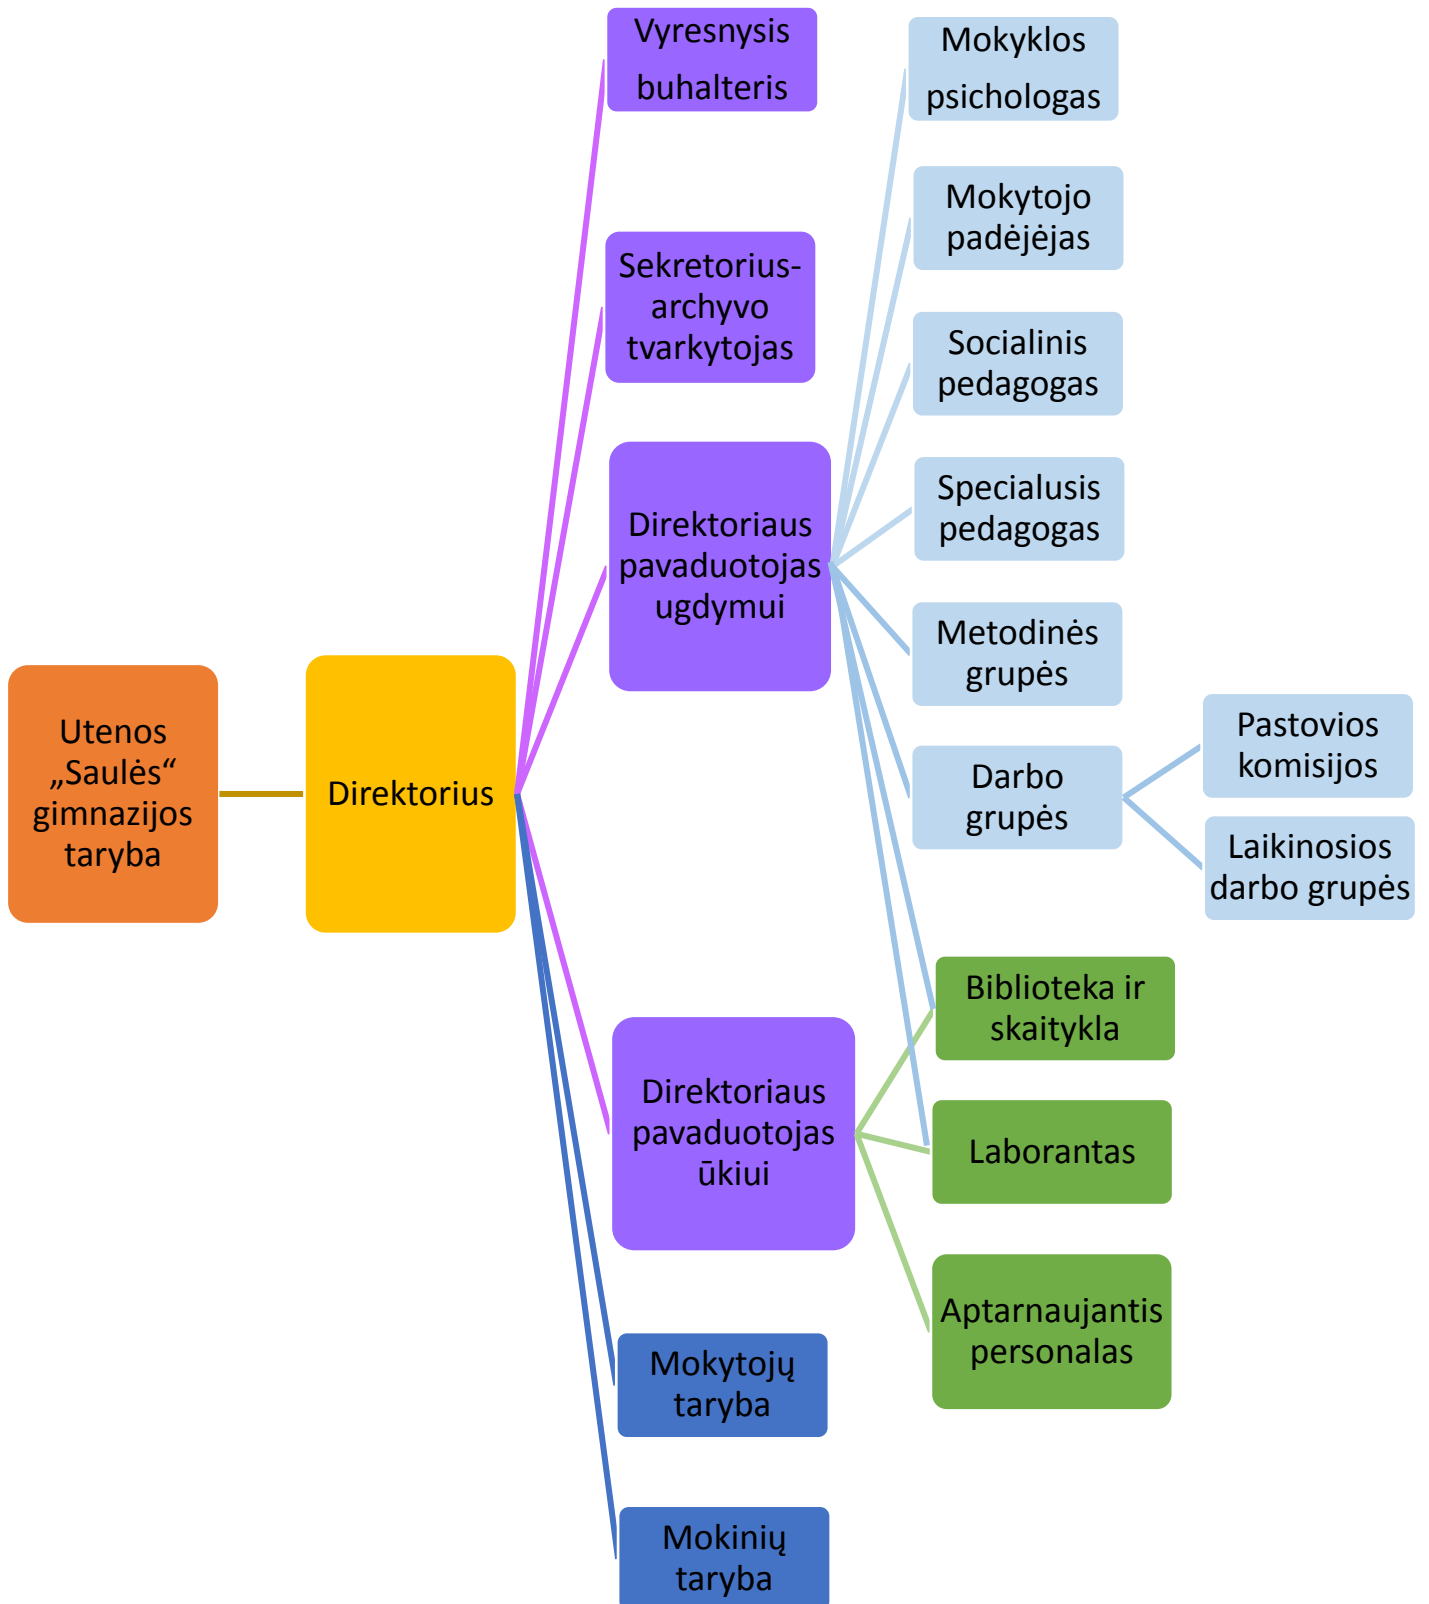 Utenos
„Saulės“
gimnazijos
taryba
Direktorius
Vyresnysis
buhalteris
Sekretorius-
archyvo
tvarkytojas
Direktoriaus
pavaduotojas
ugdymui
Mokyklos
psichologas
Mokytojo
padėjėjas
Socialinis
pedagogas
Specialusis
pedagogas
Metodinės
grupės
Darbo
grupės
Pastovios
komisijos
Laikinosios
darbo grupės
Direktoriaus
pavaduotojas
ūkiui
Biblioteka ir
skaitykla
Laborantas
Aptarnaujantis
personalas
Mokytojų
taryba
Mokinių
taryba